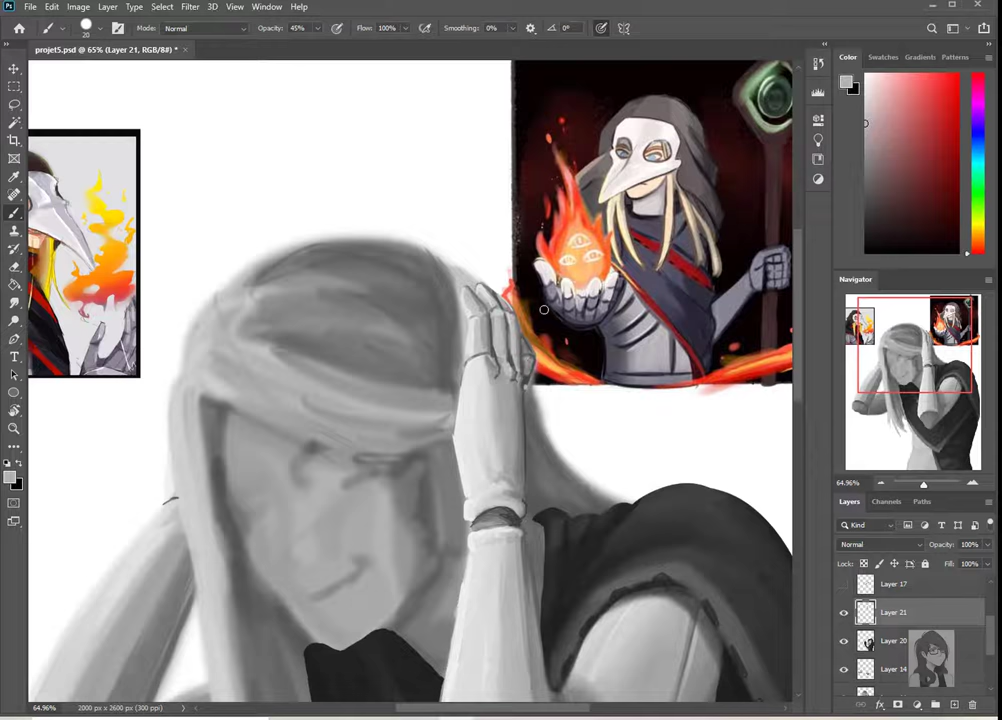 Ps File Edit Image Layer Type Select Filter 3D View Window Help
20 Mode: Normal Opacity: 45% Flow: 100% Smoothing: 0% 0°
projet5.psd @ 65% (Layer 21, RGB/8#) * ×
Color Swatches Gradients Patterns
Navigator
64.96%
Layers Channels Paths
Kind
Normal Opacity: 100%
Lock: Fill: 100%
Layer 17
Layer 21
Layer 20
Layer 14
64.96% 2000 px x 2600 px (300 ppi)